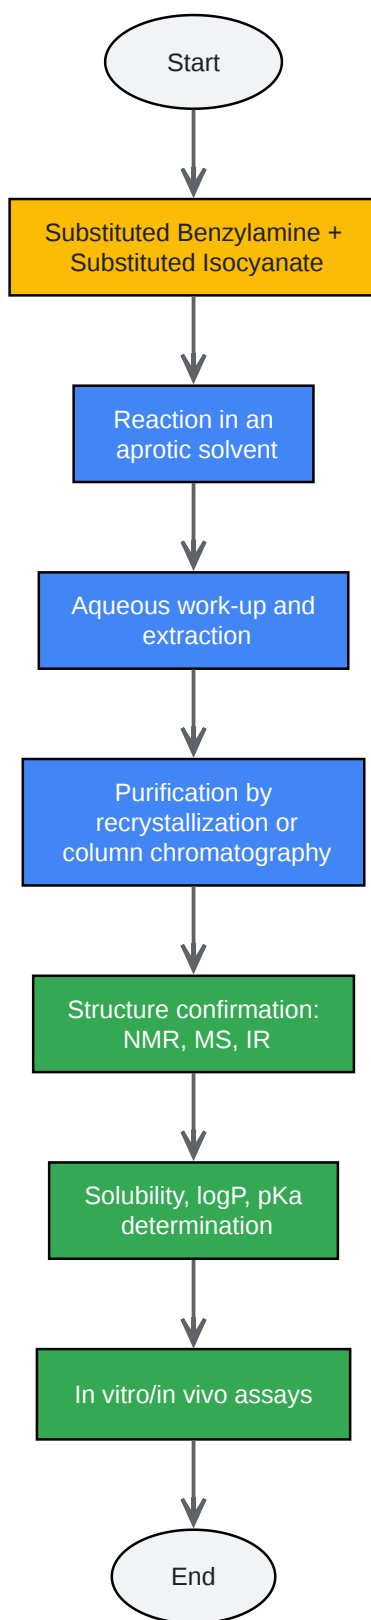 Start
Substituted Benzylamine +
Substituted Isocyanate
Reaction in an
aprotic solvent
Aqueous work-up and
extraction
Purification by
recrystallization or
column chromatography
Structure confirmation:
NMR, MS, IR
Solubility, logP, pKa
determination
In vitro/in vivo assays
End